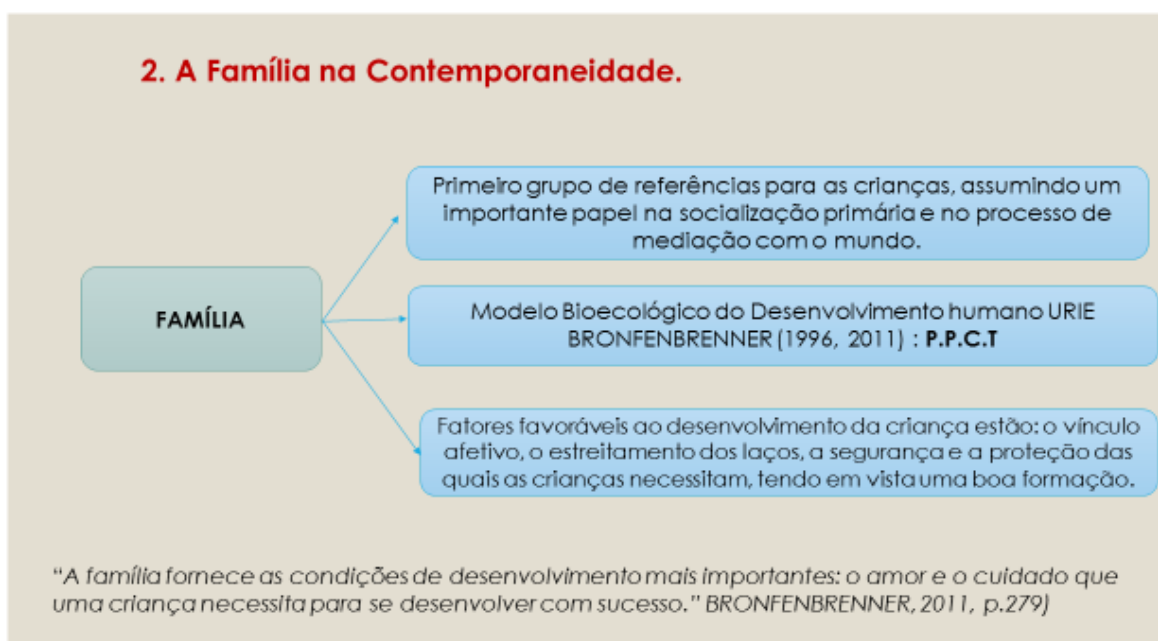 2. A Família na Contemporaneidade.
Primeiro grupo de referências para as crianças, assumindo um
importante papel na socialização primária e no processo de
mediação com o mundo.
FAMÍLIA
Modelo Bioecológico do Desenvolvimento humano URIE
BRONFENBRENNER (1996, 2011) : P.P.C.T
Fatores favoráveis ao desenvolvimento da criança estão: o vínculo
afetivo, o estreitamento dos laços, a segurança e a proteção das
quais as crianças necessitam, tendo em vista uma boa formação.
“A família fornece as condições de desenvolvimento mais importantes: o amor e o cuidado que
uma criança necessita para se desenvolver com sucesso.” BRONFENBRENNER, 2011, p.279)